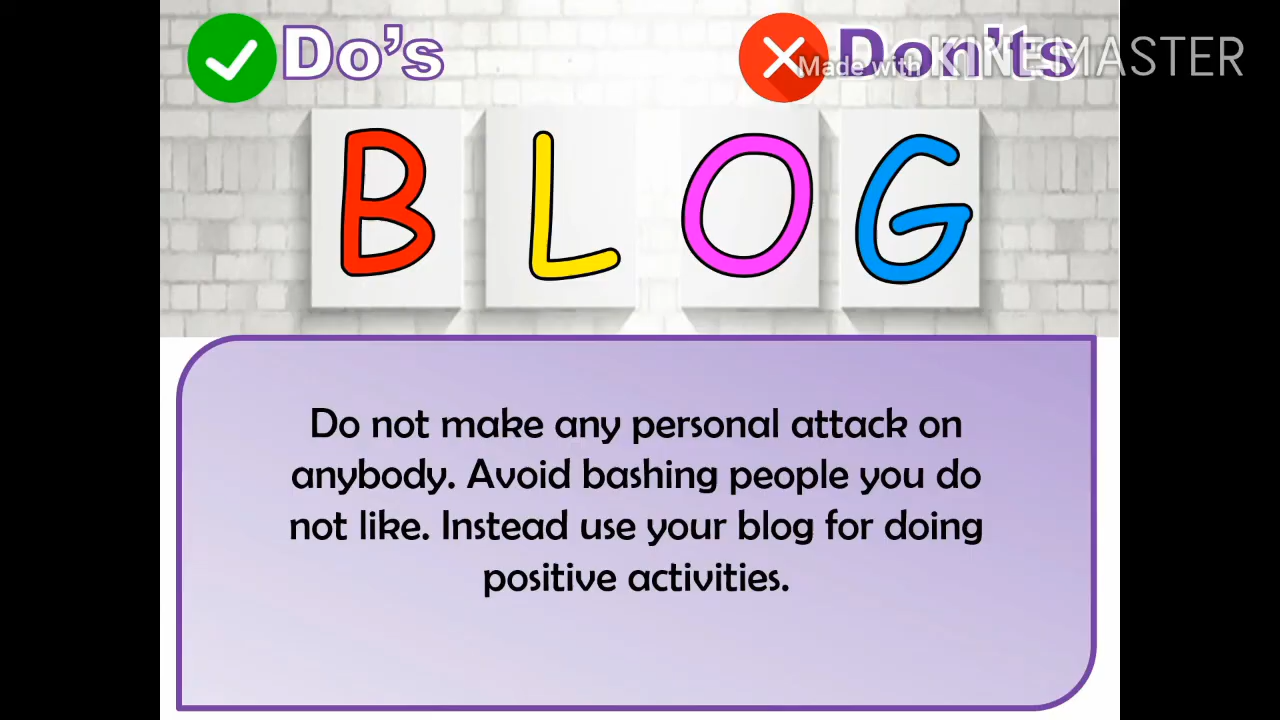 Do's
Don'ts
Made with KINEMASTER
BLOG
Do not make any personal attack on
anybody. Avoid bashing people you do
not like. Instead use your blog for doing
positive activities.